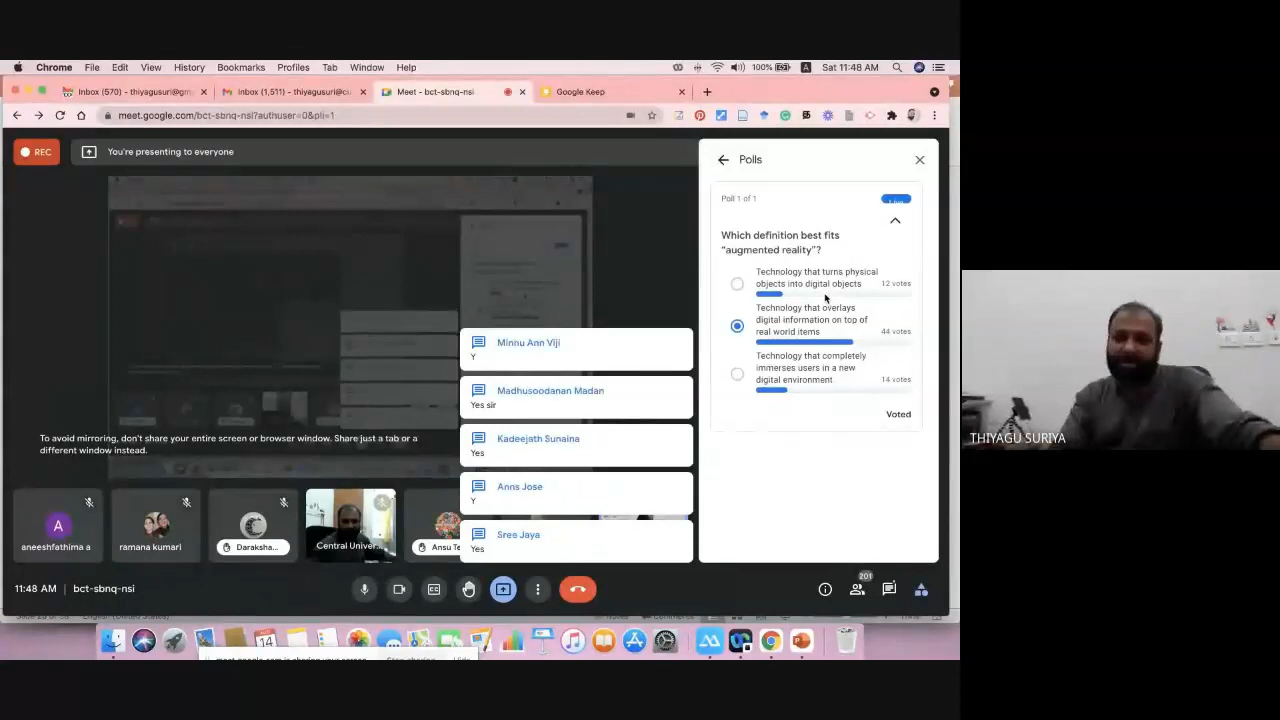 Chrome File Edit View History Bookmarks Profiles Tab Window Help 100% Sat 11:48 AM
Inbox (570) - thiyagusuri@gm Inbox (1,511) - thiyagusuri@cu Meet - bct-sbnq-nsi Google Keep
meet.google.com/bct-sbnq-nsi?authuser=0&pli=1
REC You're presenting to everyone
Polls
Poll 1 of 1
Live
Which definition best fits
“augmented reality”?
Technology that turns physical
objects into digital objects 12 votes
Technology that overlays
digital information on top of
real world items 44 votes
Technology that completely
immerses users in a new
digital environment 14 votes
Voted
Minnu Ann Viji
Y
Madhusoodanan Madan
Yes sir
Kadeejath Sunaina
Yes
Anns Jose
Y
Sree Jaya
Yes
To avoid mirroring, don't share your entire screen or browser window. Share just a tab or a
different window instead.
A
aneeshfathima a ramana kumari Daraksha... Central Univer... Ansu Te
11:48 AM | bct-sbnq-nsi
201
14
THIYAGU SURIYA